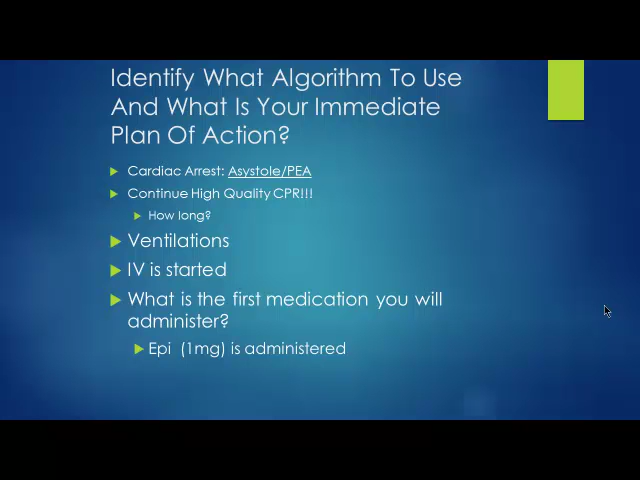 Identify What Algorithm To Use
And What Is Your Immediate
Plan Of Action?
Cardiac Arrest: Asystole/PEA
Continue High Quality CPR!!!
How long?
Ventilations
IV is started
What is the first medication you will
administer?
Epi (1mg) is administered